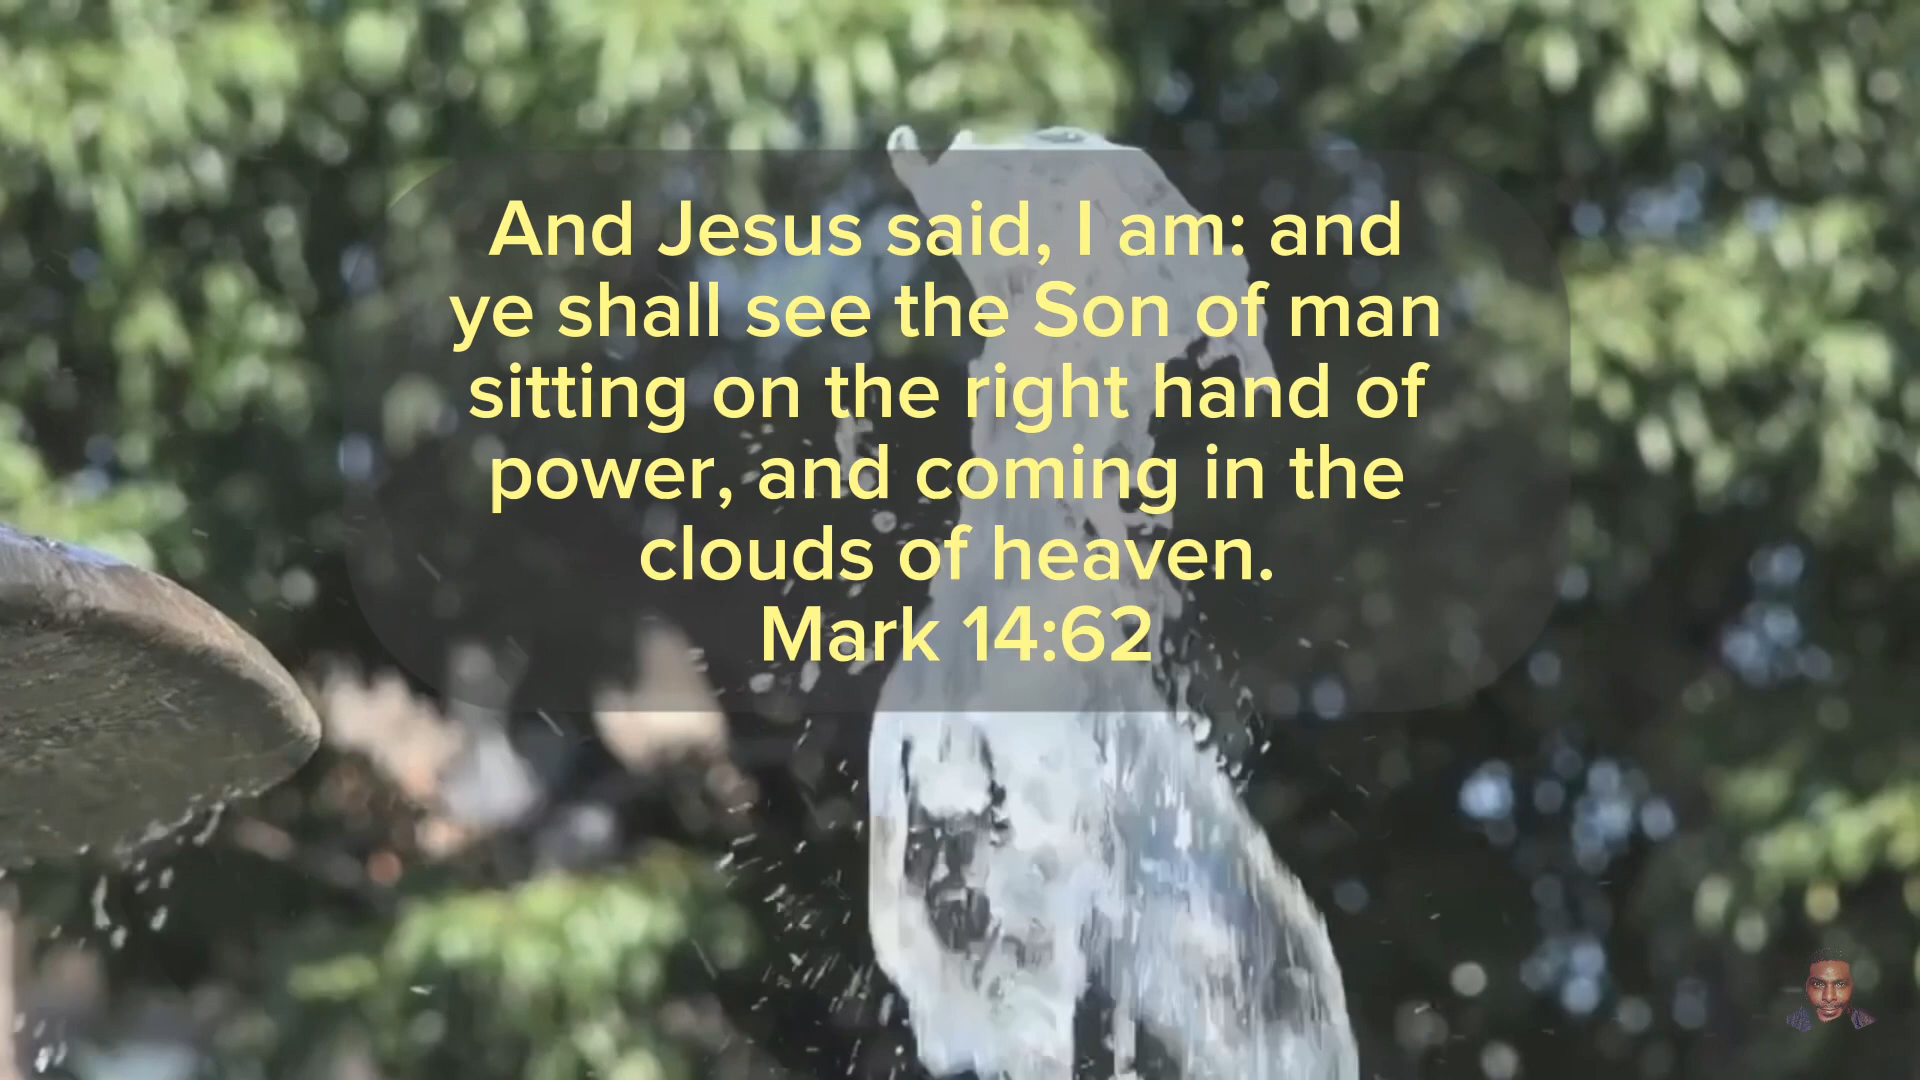 And Jesus said, I am: and
ye shall see the Son of man
sitting on the right hand of
power, and coming in the
clouds of heaven.
Mark 14:62